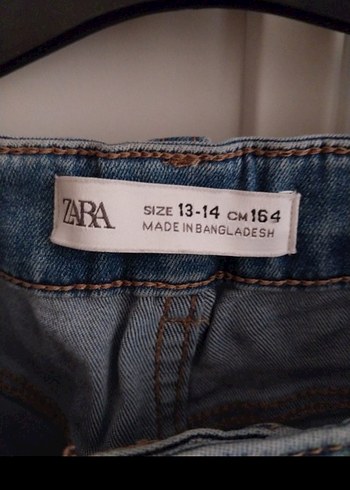 ZARA
SIZE 13-14 CM 164
MADE IN BANGLADESH